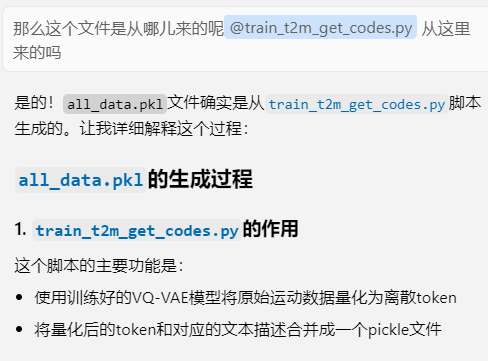 那么这个文件是从哪儿来的呢@train_t2m_get_codes.py 从这里
来的吗
是的！all_data.pkl文件确实是从train_t2m_get_codes.py脚本
生成的。让我详细解释这个过程：
all_data.pkl的生成过程
1. train_t2m_get_codes.py的作用
这个脚本的主要功能是：
• 使用训练好的VQ-VAE模型将原始运动数据量化为离散token
• 将量化后的token和对应的文本描述合并成一个pickle文件